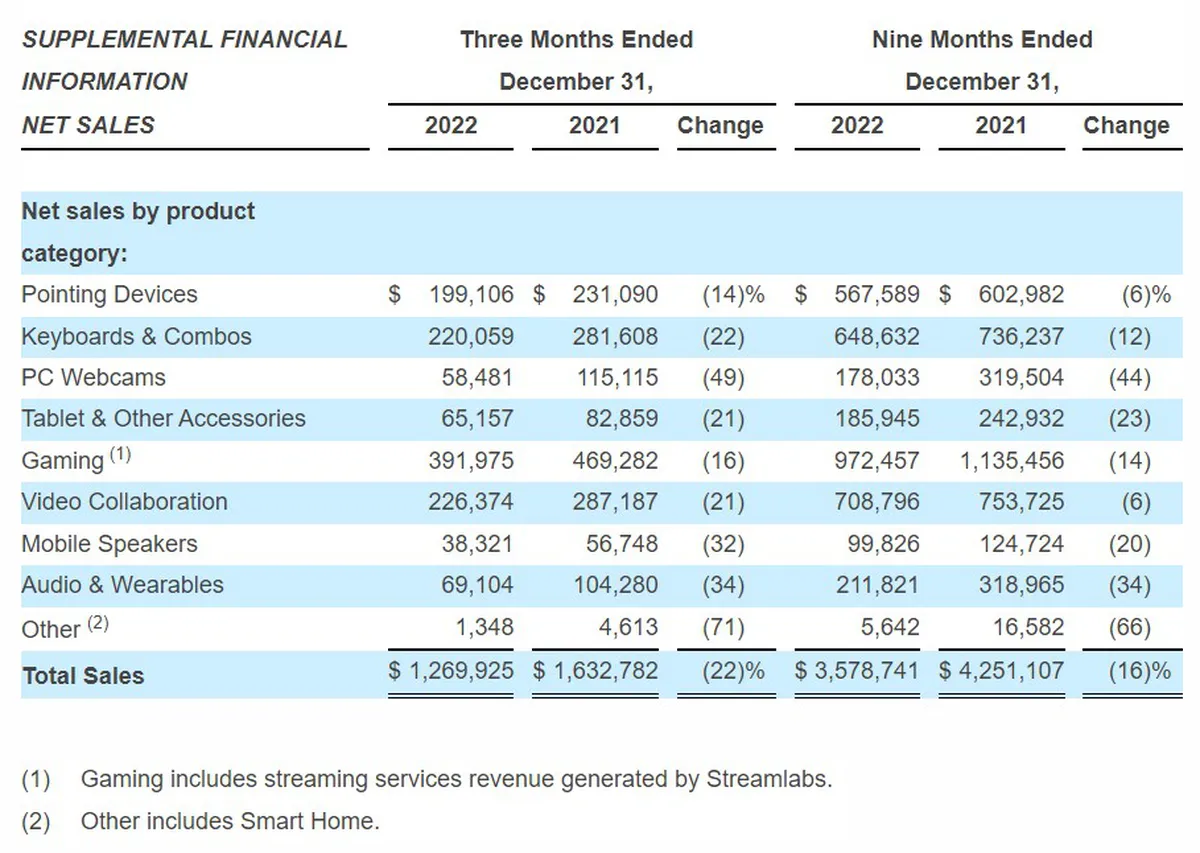 SUPPLEMENTAL FINANCIAL Three Months Ended Nine Months Ended
INFORMATION December 31, December 31,
NET SALES 2022 2021 Change 2022 2021 Change
Net sales by product
category:
Pointing Devices $ 199,106 $ 231,090 (14)% $ 567,589 $ 602,982 (6)%
Keyboards & Combos 220,059 281,608 (22) 648,632 736,237 (12)
PC Webcams 58,481 115,115 (49) 178,033 319,504 (44)
Tablet & Other Accessories 65,157 82,859 (21) 185,945 242,932 (23)
Gaming (1) 391,975 469,282 (16) 972,457 1,135,456 (14)
Video Collaboration 226,374 287,187 (21) 708,796 753,725 (6)
Mobile Speakers 38,321 56,748 (32) 99,826 124,724 (20)
Audio & Wearables 69,104 104,280 (34) 211,821 318,965 (34)
Other (2) 1,348 4,613 (71) 5,642 16,582 (66)
Total Sales $ 1,269,925 $ 1,632,782 (22)% $ 3,578,741 $ 4,251,107 (16)%
(1) Gaming includes streaming services revenue generated by Streamlabs.
(2) Other includes Smart Home.